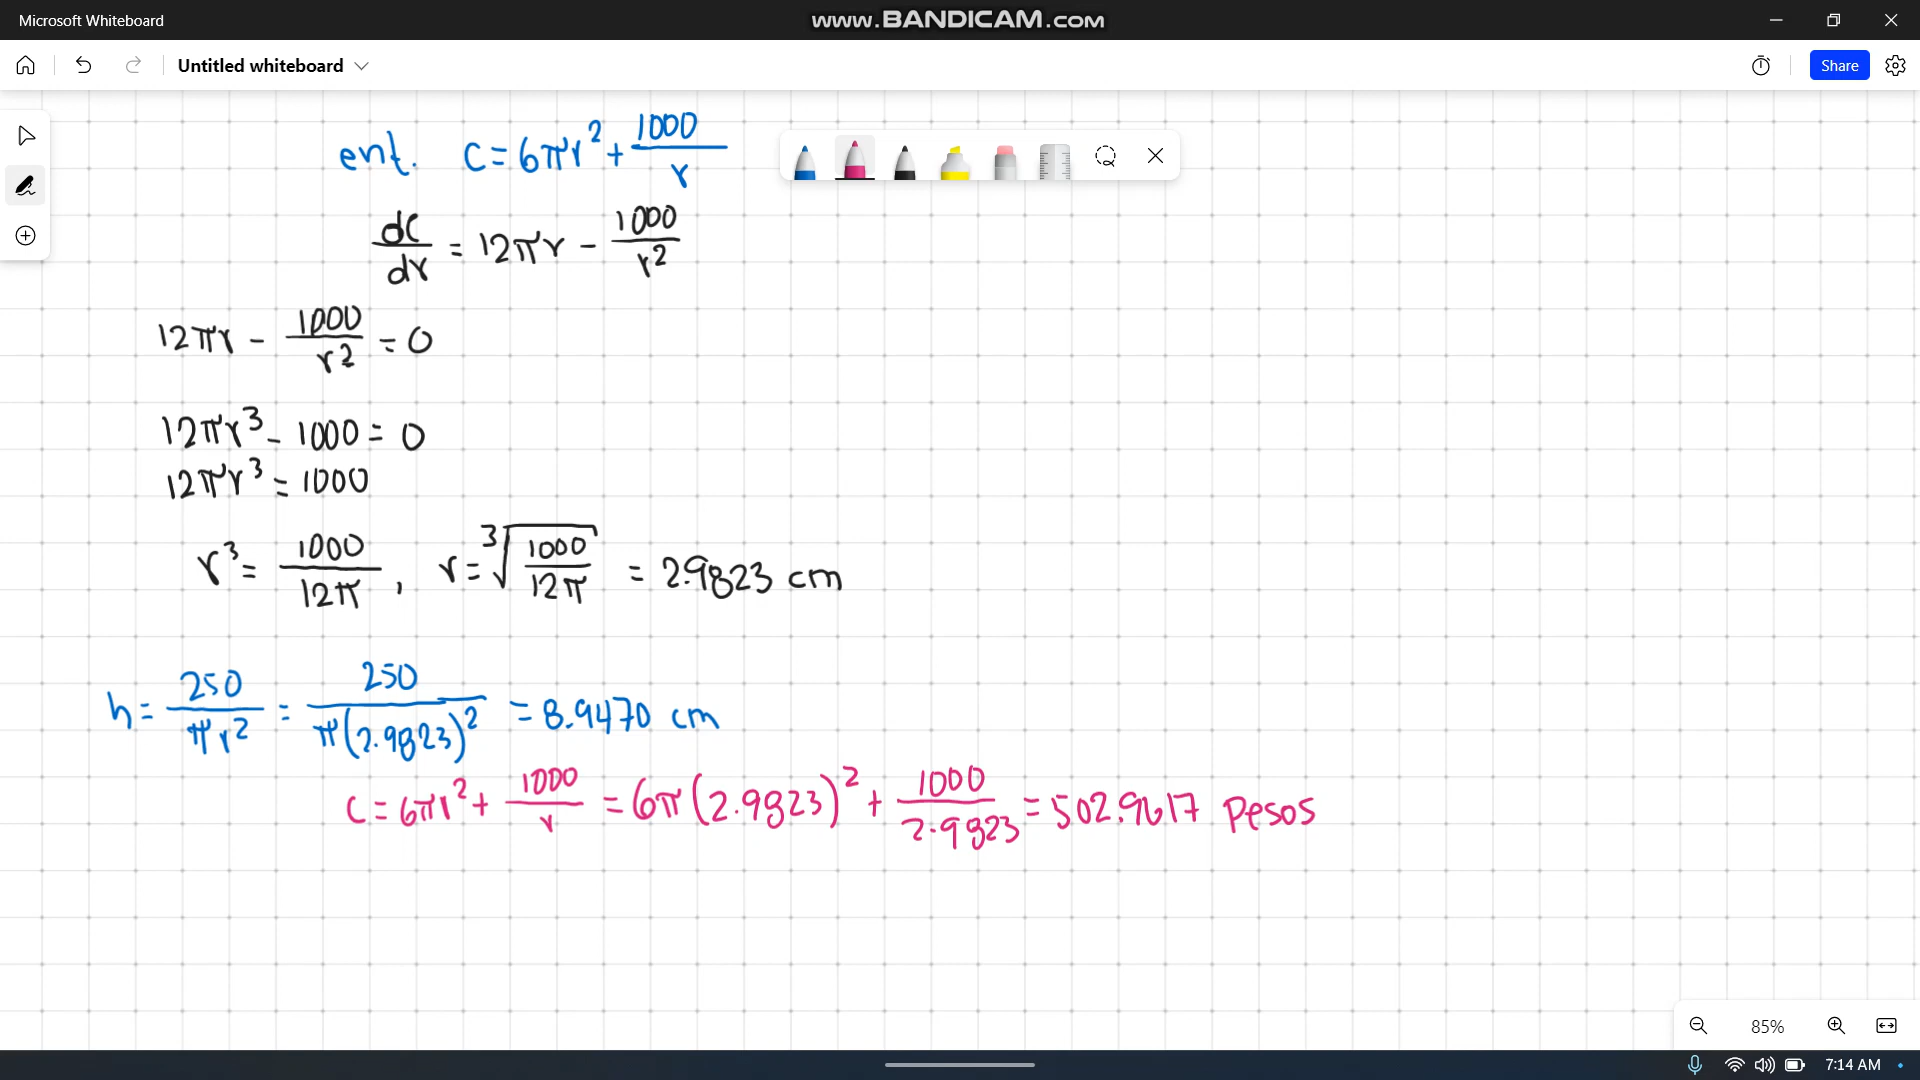 Microsoft Whiteboard
www.BANDICAM.com
Untitled whiteboard
Share
ent. C = 6πr² + 1000/r
dC/dr = 12πr - 1000/r²
12πr - 1000/r² = 0
12πr³ - 1000 = 0
12πr³ = 1000
r³ = 1000/12π , r = ³√(1000/12π) = 2.9823 cm
h = 250/πr² = 250/π(2.9823)² = 8.9470 cm
C = 6πr² + 1000/r = 6π(2.9823)² + 1000/2.9823 = 502.9617 pesos
85%
7:14 AM